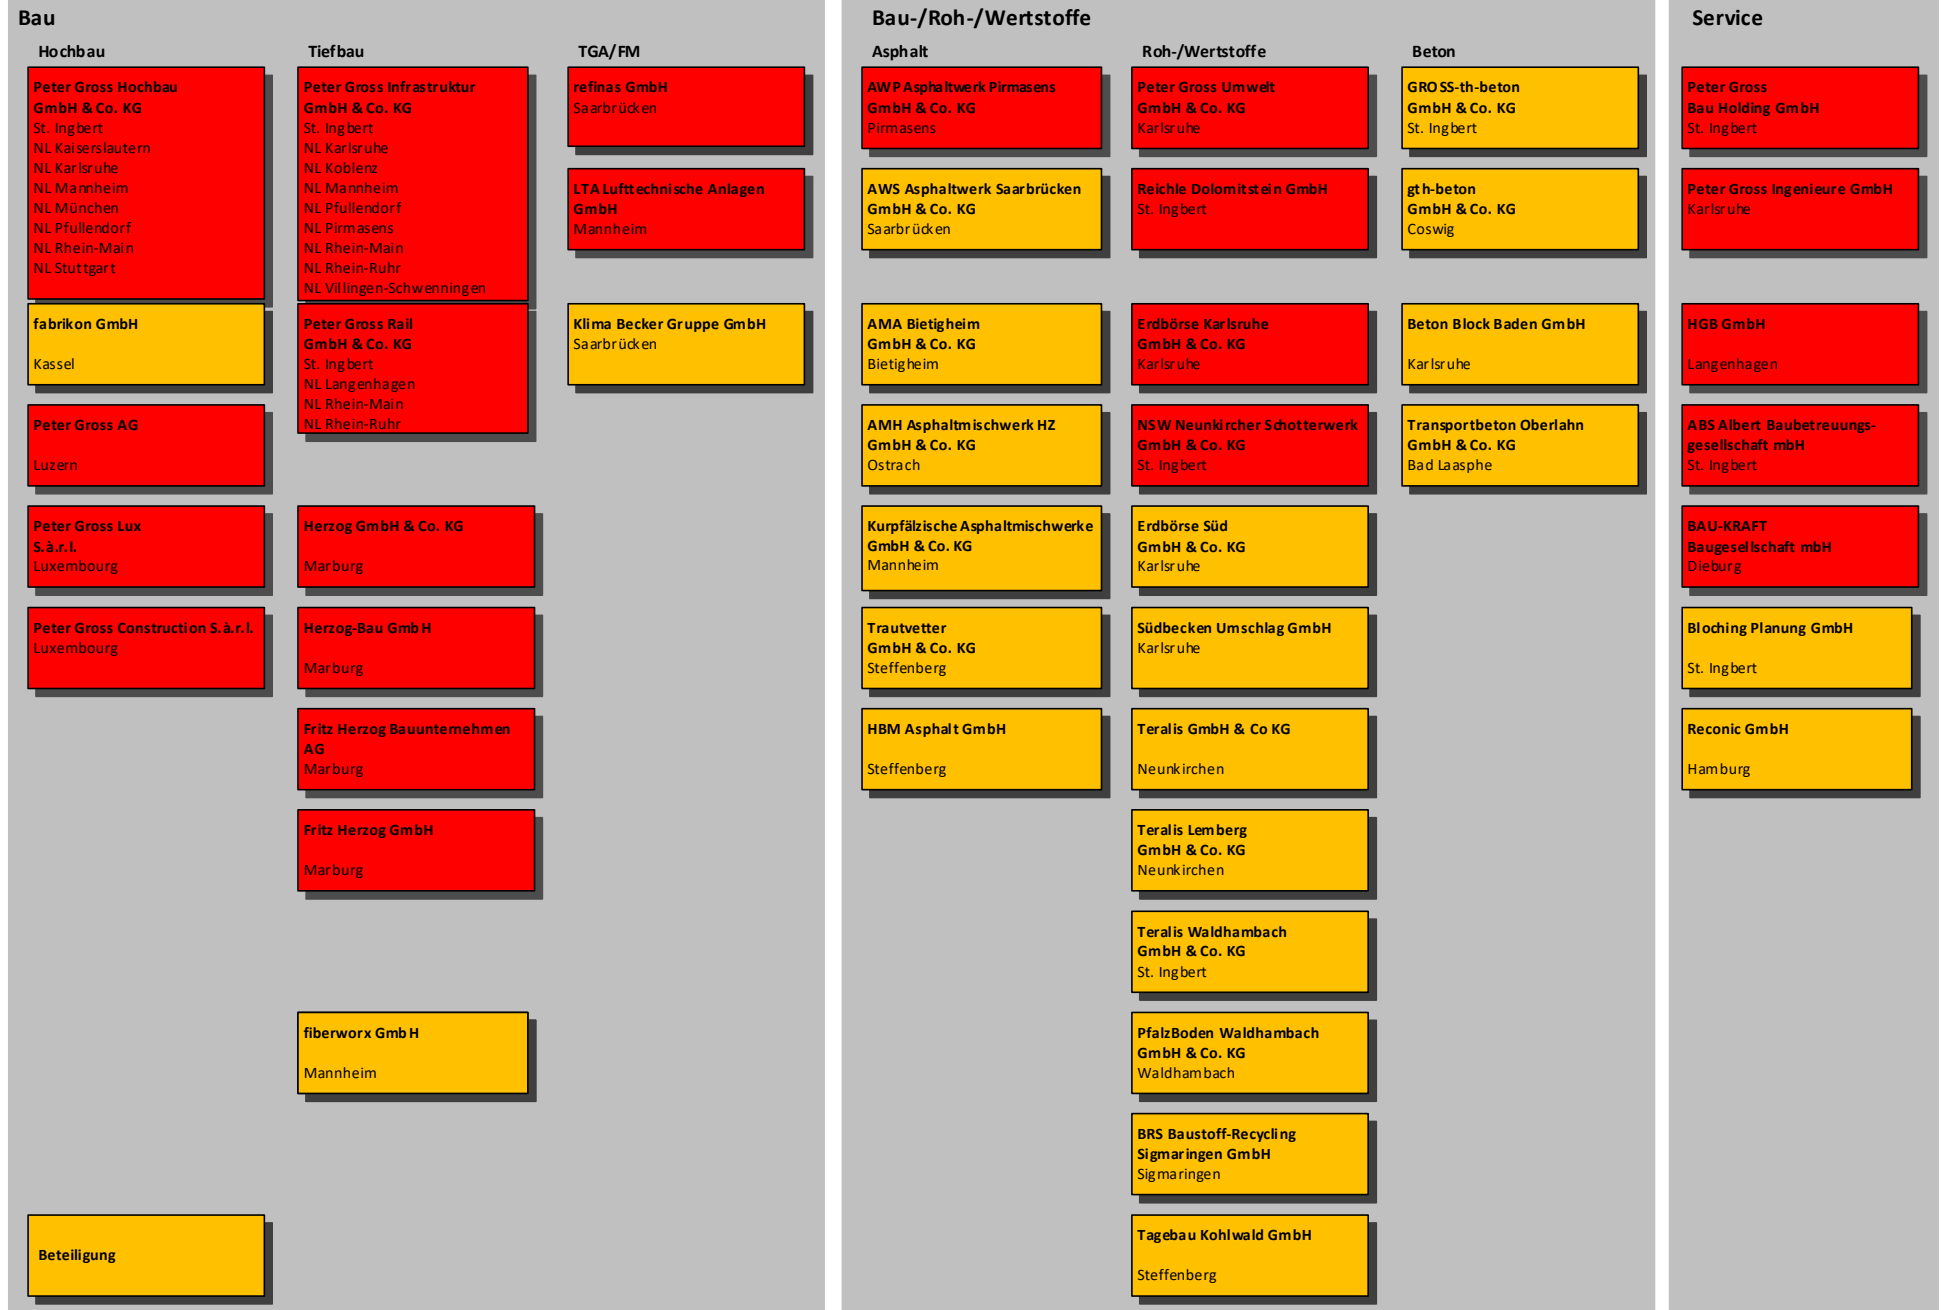 Bau
Hochbau
Peter Gross Hochbau
GmbH & Co. KG
St. Ingbert
NL Kaiserslautern
NL Karlsruhe
NL Mannheim
NL München
NL Pfullendorf
NL Rhein-Main
NL Stuttgart
fabrikon GmbH
Kassel
Peter Gross AG
Luzern
Peter Gross Lux
S.à.r.l.
Luxembourg
Peter Gross Construction S.à.r.l.
Luxembourg
Beteiligung
Tiefbau
Peter Gross Infrastruktur
GmbH & Co. KG
St. Ingbert
NL Karlsruhe
NL Koblenz
NL Mannheim
NL Pfullendorf
NL Pirmasens
NL Rhein-Main
NL Rhein-Ruhr
NL Villingen-Schwenningen
Peter Gross Rail
GmbH & Co. KG
St. Ingbert
NL Langenhagen
NL Rhein-Main
NL Rhein-Ruhr
Herzog GmbH & Co. KG
Marburg
Herzog-Bau GmbH
Marburg
Fritz Herzog Bauunternehmen
AG
Marburg
Fritz Herzog GmbH
Marburg
fiberworx GmbH
Mannheim
TGA/FM
refinas GmbH
Saarbrücken
LTA Lufttechnische Anlagen
GmbH
Mannheim
Klima Becker Gruppe GmbH
Saarbrücken
Bau-/Roh-/Wertstoffe
Asphalt
AWP Asphaltwerk Pirmasens
GmbH & Co. KG
Pirmasens
AWS Asphaltwerk Saarbrücken
GmbH & Co. KG
Saarbrücken
AMA Bietigheim
GmbH & Co. KG
Bietigheim
AMH Asphaltmischwerk HZ
GmbH & Co. KG
Ostrach
Kurpfälzische Asphaltmischwerke
GmbH & Co. KG
Mannheim
Trautvetter
GmbH & Co. KG
Steffenberg
HBM Asphalt GmbH
Steffenberg
Roh-/Wertstoffe
Peter Gross Umwelt
GmbH & Co. KG
Karlsruhe
Reichle Dolomitstein GmbH
St. Ingbert
Erdbörse Karlsruhe
GmbH & Co. KG
Karlsruhe
NSW Neunkircher Schotterwerk
GmbH & Co. KG
St. Ingbert
Erdbörse Süd
GmbH & Co. KG
Karlsruhe
Südbecken Umschlag GmbH
Karlsruhe
Teralis GmbH & Co KG
Neunkirchen
Teralis Lemberg
GmbH & Co. KG
Neunkirchen
Teralis Waldhambach
GmbH & Co. KG
St. Ingbert
PfalzBoden Waldhambach
GmbH & Co. KG
Waldhambach
BRS Baustoff-Recycling
Sigmaringen GmbH
Sigmaringen
Tagebau Kohlwald GmbH
Steffenberg
Beton
GROSS-th-beton
GmbH & Co. KG
St. Ingbert
gth-beton
GmbH & Co. KG
Coswig
Beton Block Baden GmbH
Karlsruhe
Transportbeton Oberlahn
GmbH & Co. KG
Bad Laasphe
Service
Peter Gross
Bau Holding GmbH
St. Ingbert
Peter Gross Ingenieure GmbH
Karlsruhe
HGB GmbH
Langenhagen
ABS Albert Baubetreuungs-
gesellschaft mbH
St. Ingbert
BAU-KRAFT
Baugesellschaft mbH
Dieburg
Bloching Planung GmbH
St. Ingbert
Reconic GmbH
Hamburg